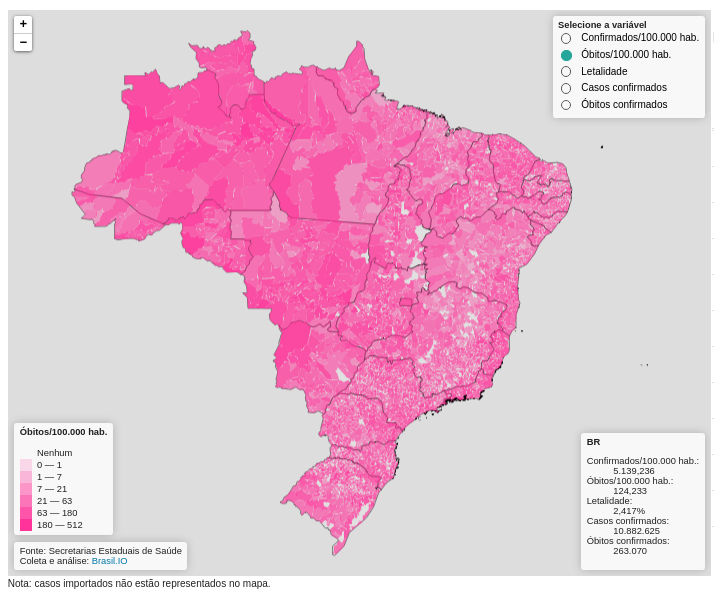 +
−
Selecione a variável
Confirmados/100.000 hab.
Óbitos/100.000 hab.
Letalidade
Casos confirmados
Óbitos confirmados
Óbitos/100.000 hab.
Nenhum
0 — 1
1 — 7
7 — 21
21 — 63
63 — 180
180 — 512
Fonte: Secretarias Estaduais de Saúde
Coleta e análise: Brasil.IO
BR
Confirmados/100.000 hab.:
5.139,236
Óbitos/100.000 hab.:
124,233
Letalidade:
2,417%
Casos confirmados:
10.882.625
Óbitos confirmados:
263.070
Nota: casos importados não estão representados no mapa.